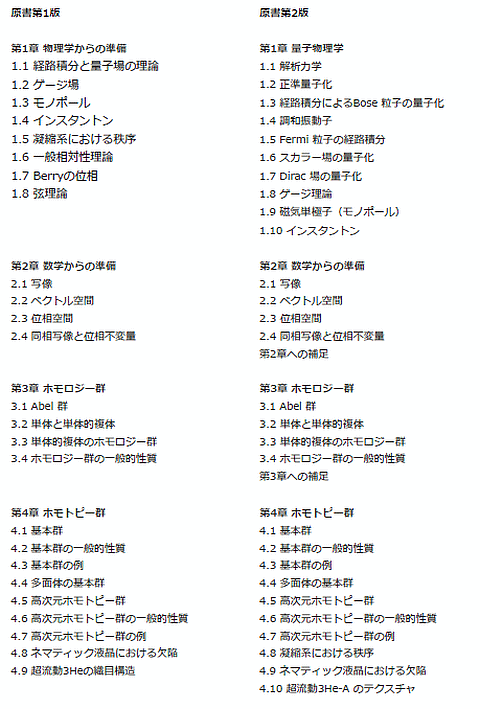 原書第1版
第1章 物理学からの準備
1.1 経路積分と量子場の理論
1.2 ゲージ場
1.3 モノポール
1.4 インスタントン
1.5 凝縮系における秩序
1.6 一般相対性理論
1.7 Berryの位相
1.8 弦理論
第2章 数学からの準備
2.1 写像
2.2 ベクトル空間
2.3 位相空間
2.4 同相写像と位相不変量
第3章 ホモロジー群
3.1 Abel 群
3.2 単体と単体的複体
3.3 単体的複体のホモロジー群
3.4 ホモロジー群の一般的性質
第4章 ホモトピー群
4.1 基本群
4.2 基本群の一般的性質
4.3 基本群の例
4.4 多面体の基本群
4.5 高次元ホモトピー群
4.6 高次元ホモトピー群の一般的性質
4.7 高次元ホモトピー群の例
4.8 ネマティック液晶における欠陥
4.9 超流動3Heの織目構造
原書第2版
第1章 量子物理学
1.1 解析力学
1.2 正準量子化
1.3 経路積分によるBose 粒子の量子化
1.4 調和振動子
1.5 Fermi 粒子の経路積分
1.6 スカラー場の量子化
1.7 Dirac 場の量子化
1.8 ゲージ理論
1.9 磁気単極子（モノポール）
1.10 インスタントン
第2章 数学からの準備
2.1 写像
2.2 ベクトル空間
2.3 位相空間
2.4 同相写像と位相不変量
第2章への補足
第3章 ホモロジー群
3.1 Abel 群
3.2 単体と単体的複体
3.3 単体的複体のホモロジー群
3.4 ホモロジー群の一般的性質
第3章への補足
第4章 ホモトピー群
4.1 基本群
4.2 基本群の一般的性質
4.3 基本群の例
4.4 多面体の基本群
4.5 高次元ホモトピー群
4.6 高次元ホモトピー群の一般的性質
4.7 高次元ホモトピー群の例
4.8 凝縮系における秩序
4.9 ネマティック液晶における欠陥
4.10 超流動3He-A のテクスチャ